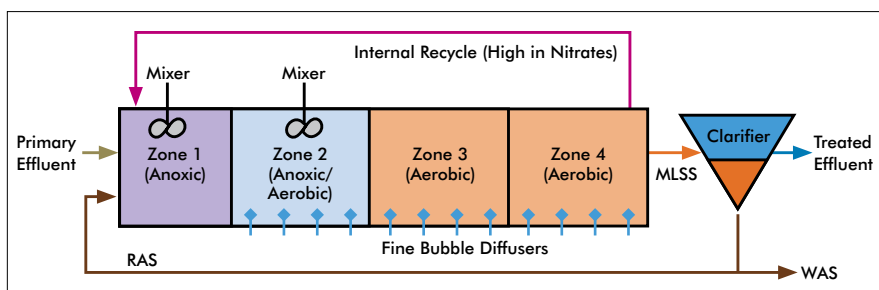 Internal Recycle (High in Nitrates)
Mixer
Mixer
Primary
Effluent
Zone 1
(Anoxic)
Zone 2
(Anoxic/
Aerobic)
Zone 3
(Aerobic)
Zone 4
(Aerobic)
MLSS
Clarifier
Treated
Effluent
Fine Bubble Diffusers
RAS
WAS